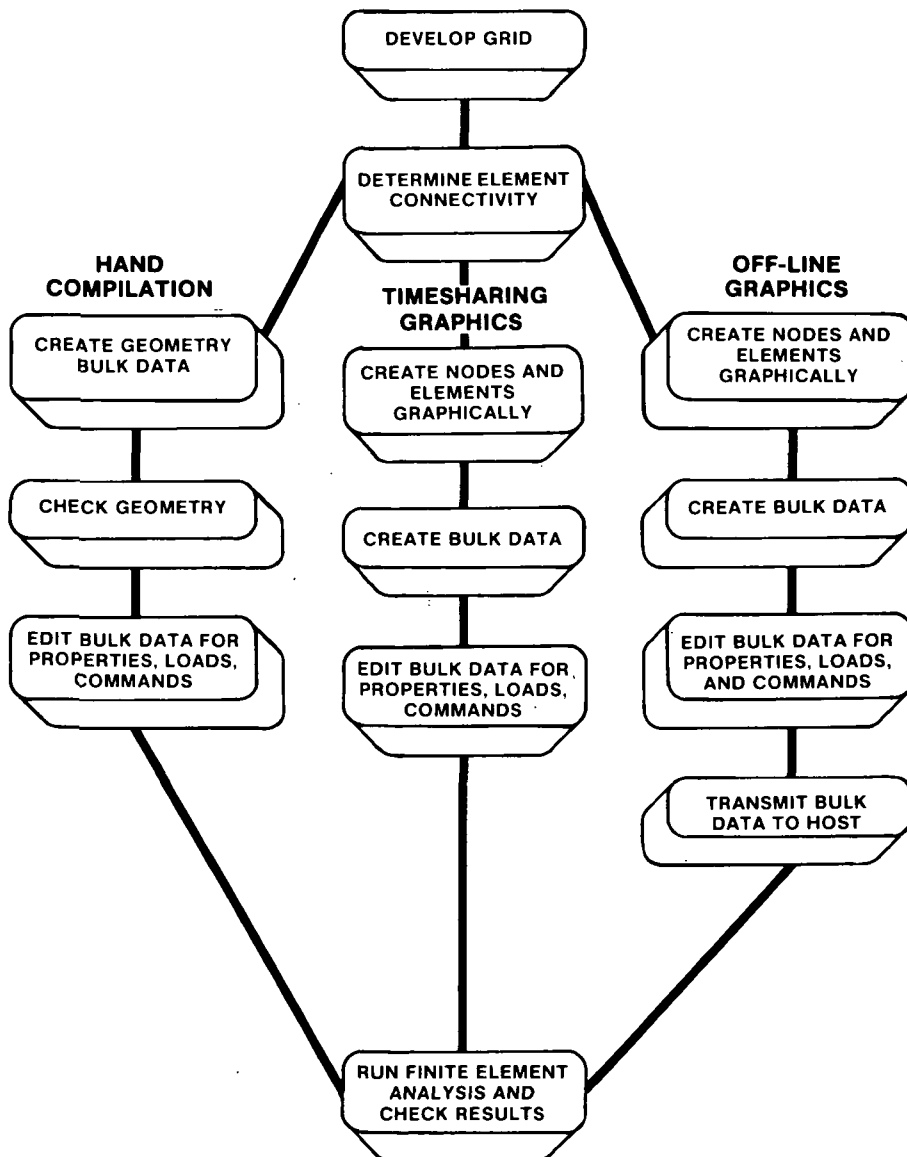 DEVELOP GRID
DETERMINE ELEMENT
CONNECTIVITY
HAND
COMPILATION
CREATE GEOMETRY
BULK DATA
CHECK GEOMETRY
EDIT BULK DATA FOR
PROPERTIES, LOADS,
COMMANDS
TIMESHARING
GRAPHICS
CREATE NODES AND
ELEMENTS
GRAPHICALLY
CREATE BULK DATA
EDIT BULK DATA FOR
PROPERTIES, LOADS,
COMMANDS
OFF-LINE
GRAPHICS
CREATE NODES AND
ELEMENTS
GRAPHICALLY
CREATE BULK DATA
EDIT BULK DATA FOR
PROPERTIES, LOADS,
AND COMMANDS
TRANSMIT BULK
DATA TO HOST
RUN FINITE ELEMENT
ANALYSIS AND
CHECK RESULTS